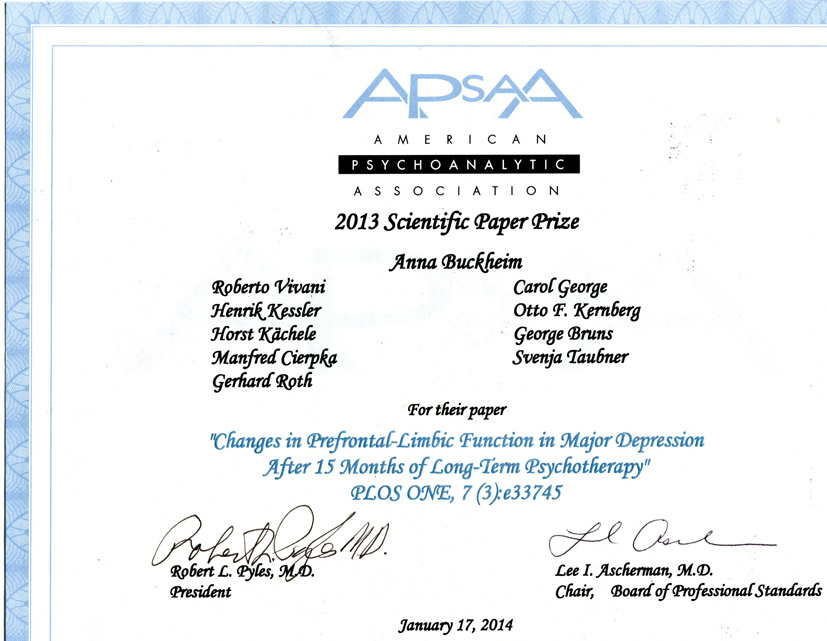 APSAA
AMERICAN
PSYCHOANALYTIC
ASSOCIATION
2013 Scientific Paper Prize
Anna Buckheim
Roberto Vivani
Carol George
Henrik Kessler
Otto F. Kernberg
Horst Kächele
George Bruns
Manfred Cierpka
Svenja Taubner
Gerhard Roth
For their paper
"Changes in Prefrontal-Limbic Function in Major Depression
After 15 Months of Long-Term Psychotherapy"
PLOS ONE, 7 (3):e33745
Robert L. Pyles M.D.
Robert L. Pyles, M.D.
Lee I. Ascherman, M.D.
President
Chair, Board of Professional Standards
January 17, 2014